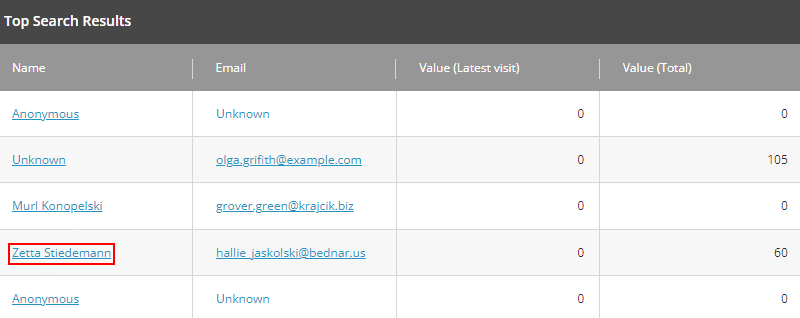 Top Search Results
Name Email Value (Latest visit) Value (Total)
Anonymous Unknown 0 0
Unknown olga.grifith@example.com 0 105
Murl Konopelski grover.green@krajcik.biz 0 0
Zetta Stiedemann hallie_jaskolski@bednar.us 0 60
Anonymous Unknown 0 0